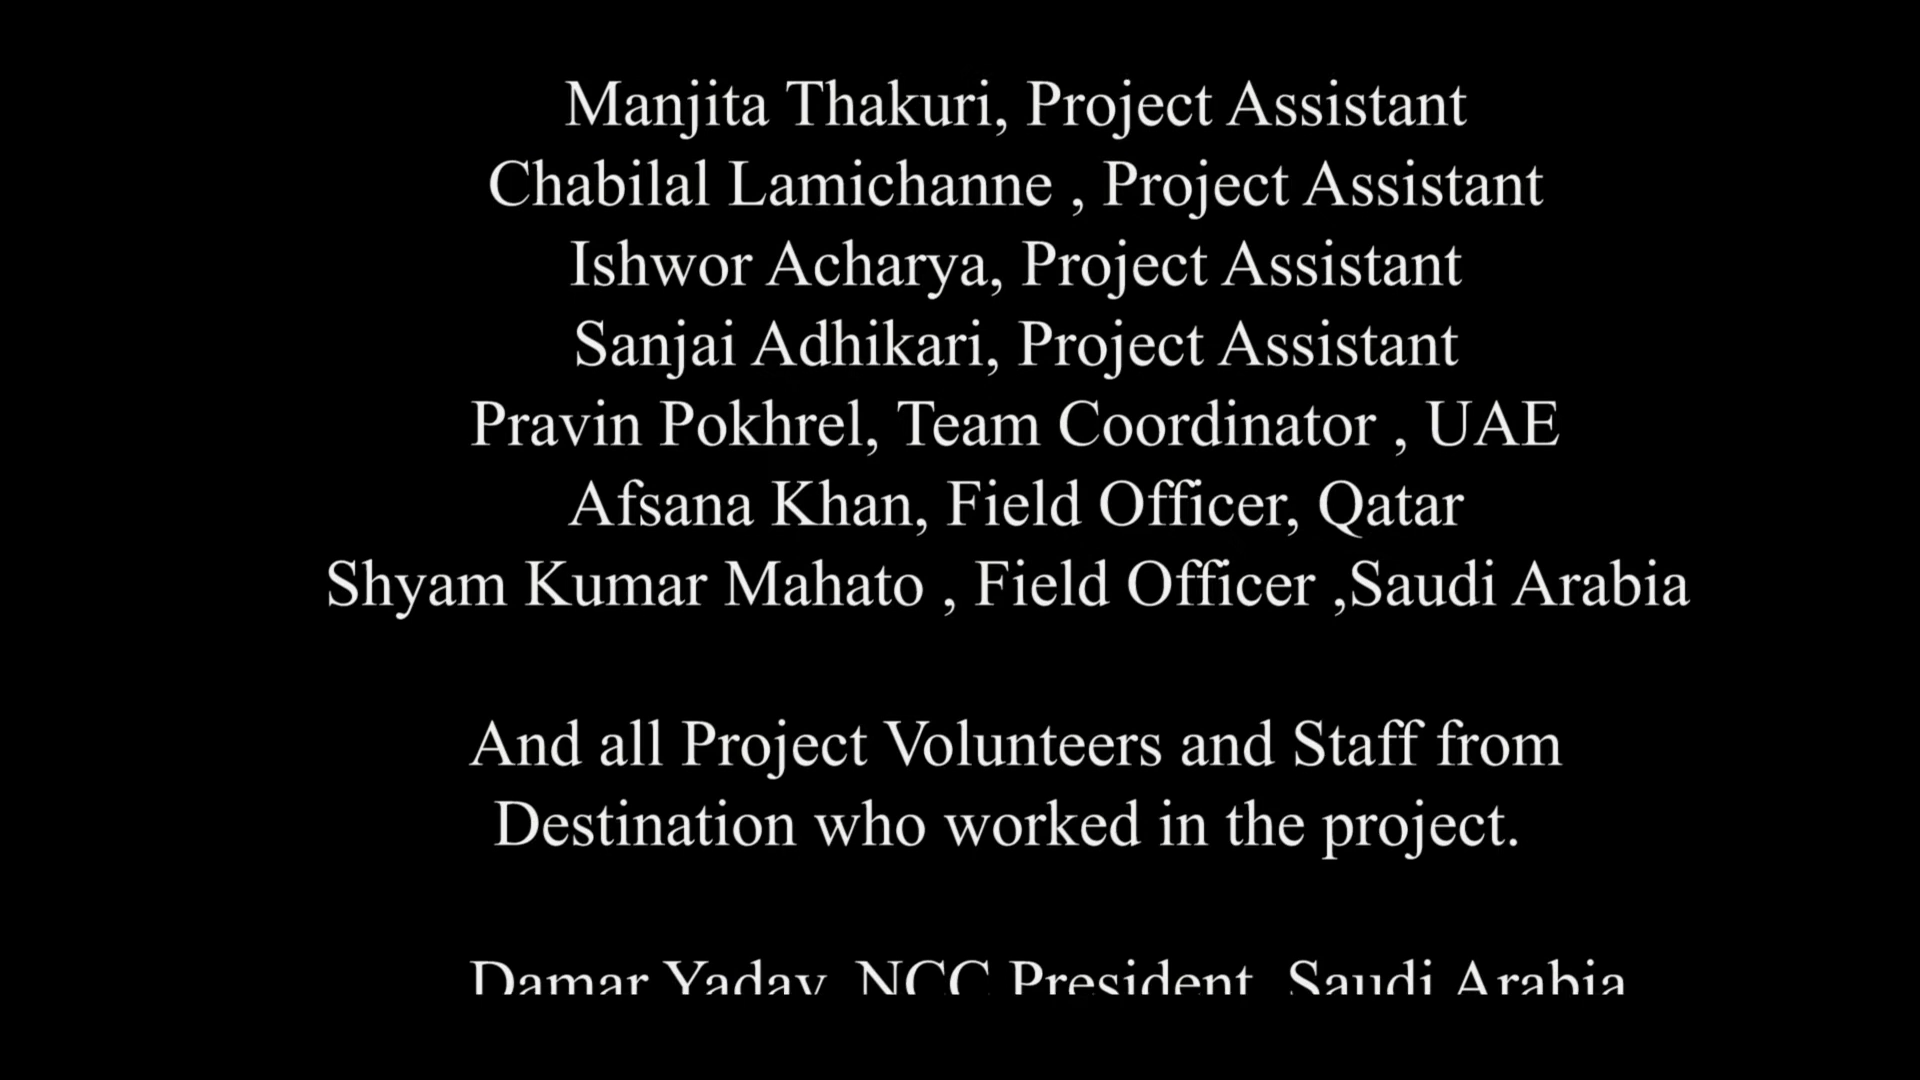 Manjita Thakuri, Project Assistant
Chabilal Lamichanne , Project Assistant
Ishwor Acharya, Project Assistant
Sanjai Adhikari, Project Assistant
Pravin Pokhrel, Team Coordinator , UAE
Afsana Khan, Field Officer, Qatar
Shyam Kumar Mahato , Field Officer ,Saudi Arabia
And all Project Volunteers and Staff from
Destination who worked in the project.
Damar Yadav, NCC President, Saudi Arabia